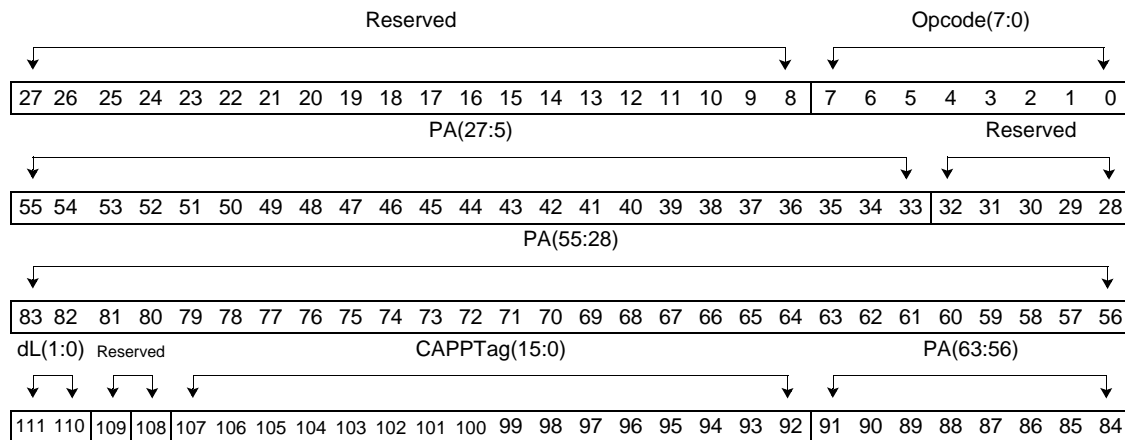 Reserved Opcode(7:0)
27 26 25 24 23 22 21 20 19 18 17 16 15 14 13 12 11 10 9 8 7 6 5 4 3 2 1 0
PA(27:5) Reserved
55 54 53 52 51 50 49 48 47 46 45 44 43 42 41 40 39 38 37 36 35 34 33 32 31 30 29 28
PA(55:28)
83 82 81 80 79 78 77 76 75 74 73 72 71 70 69 68 67 66 65 64 63 62 61 60 59 58 57 56
dL(1:0) Reserved CAPPTag(15:0) PA(63:56)
111 110 109 108 107 106 105 104 103 102 101 100 99 98 97 96 95 94 93 92 91 90 89 88 87 86 85 84